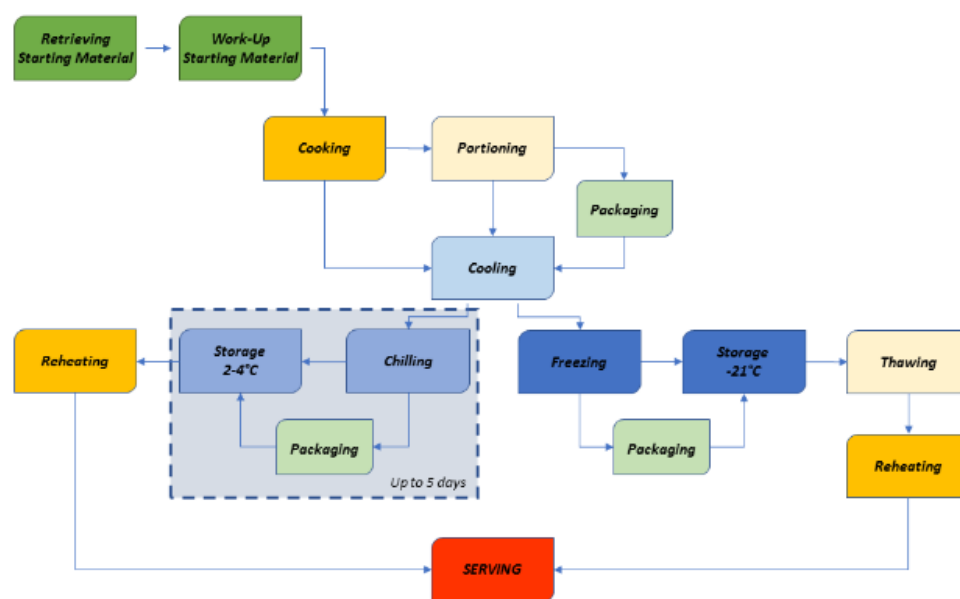 Retrieving
Starting Material
Work-Up
Starting Material
Cooking
Portioning
Packaging
Cooling
Reheating
Storage
2-4°C
Chilling
Freezing
Storage
-21°C
Thawing
Packaging
Up to 5 days
Packaging
Reheating
SERVING